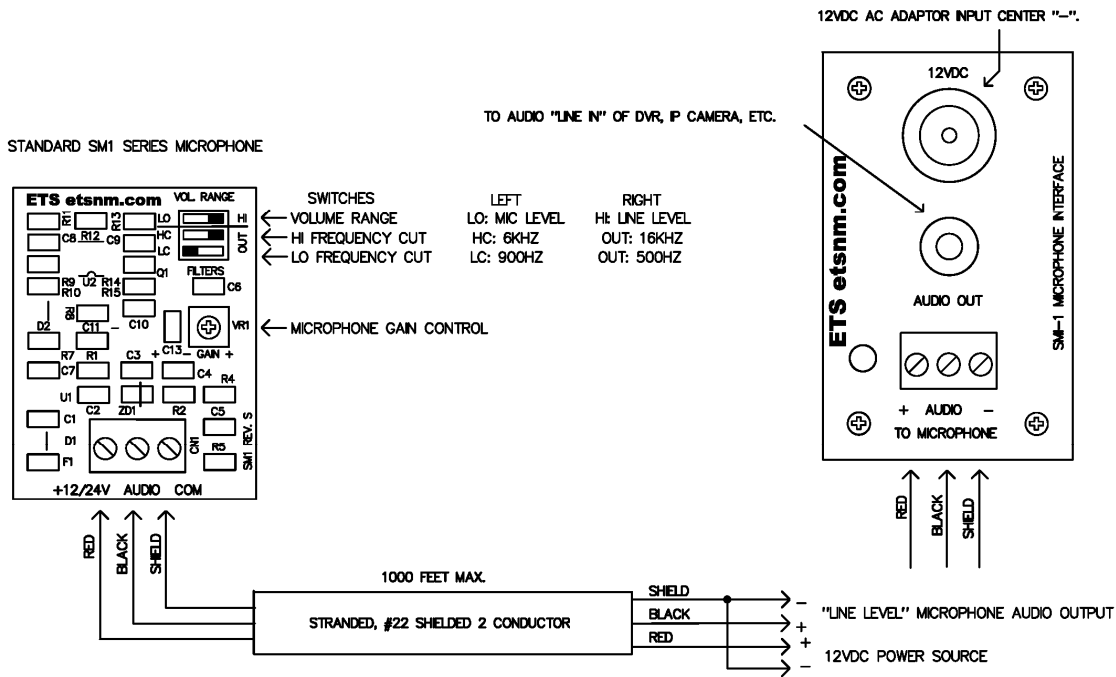 12VDC AC ADAPTOR INPUT CENTER "-".
12VDC
TO AUDIO "LINE IN" OF DVR, IP CAMERA, ETC.
STANDARD SM1 SERIES MICROPHONE
ETS etsnm.com VOL. RANGE
SWITCHES LEFT RIGHT
VOLUME RANGE LO: MIC LEVEL HI: LINE LEVEL
HI FREQUENCY CUT HC: 6KHZ OUT: 16KHZ
LO FREQUENCY CUT LC: 900HZ OUT: 500HZ
R11 R12 R13 LO HI
C8 C9 HC OUT
LC
Q1 FILTERS
R9 U2 R14 C6
R10 R15
R8
D2 C11 - C10 VR1
MICROPHONE GAIN CONTROL
C13 - GAIN +
R7 R1 C3 + - C4
C7 R4
U1
C2 ZD1 R2 C5
C1
D1 CN1 R5
F1
SM1 REV. S
+12/24V AUDIO COM
RED BLACK SHIELD
ETS etsnm.com
SMI-1 MICROPHONE INTERFACE
AUDIO OUT
+ AUDIO -
TO MICROPHONE
RED BLACK SHIELD
1000 FEET MAX.
STRANDED, #22 SHIELDED 2 CONDUCTOR
SHIELD -
BLACK +
"LINE LEVEL" MICROPHONE AUDIO OUTPUT
RED +
12VDC POWER SOURCE
-